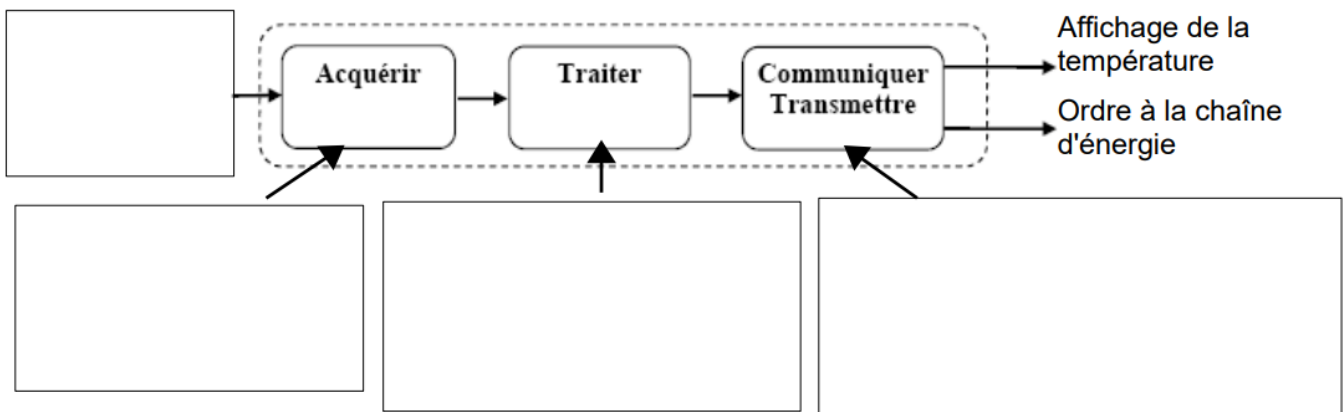 Acquérir
Traiter
Communiquer
Transmettre
Affichage de la
température
Ordre à la chaîne
d'énergie